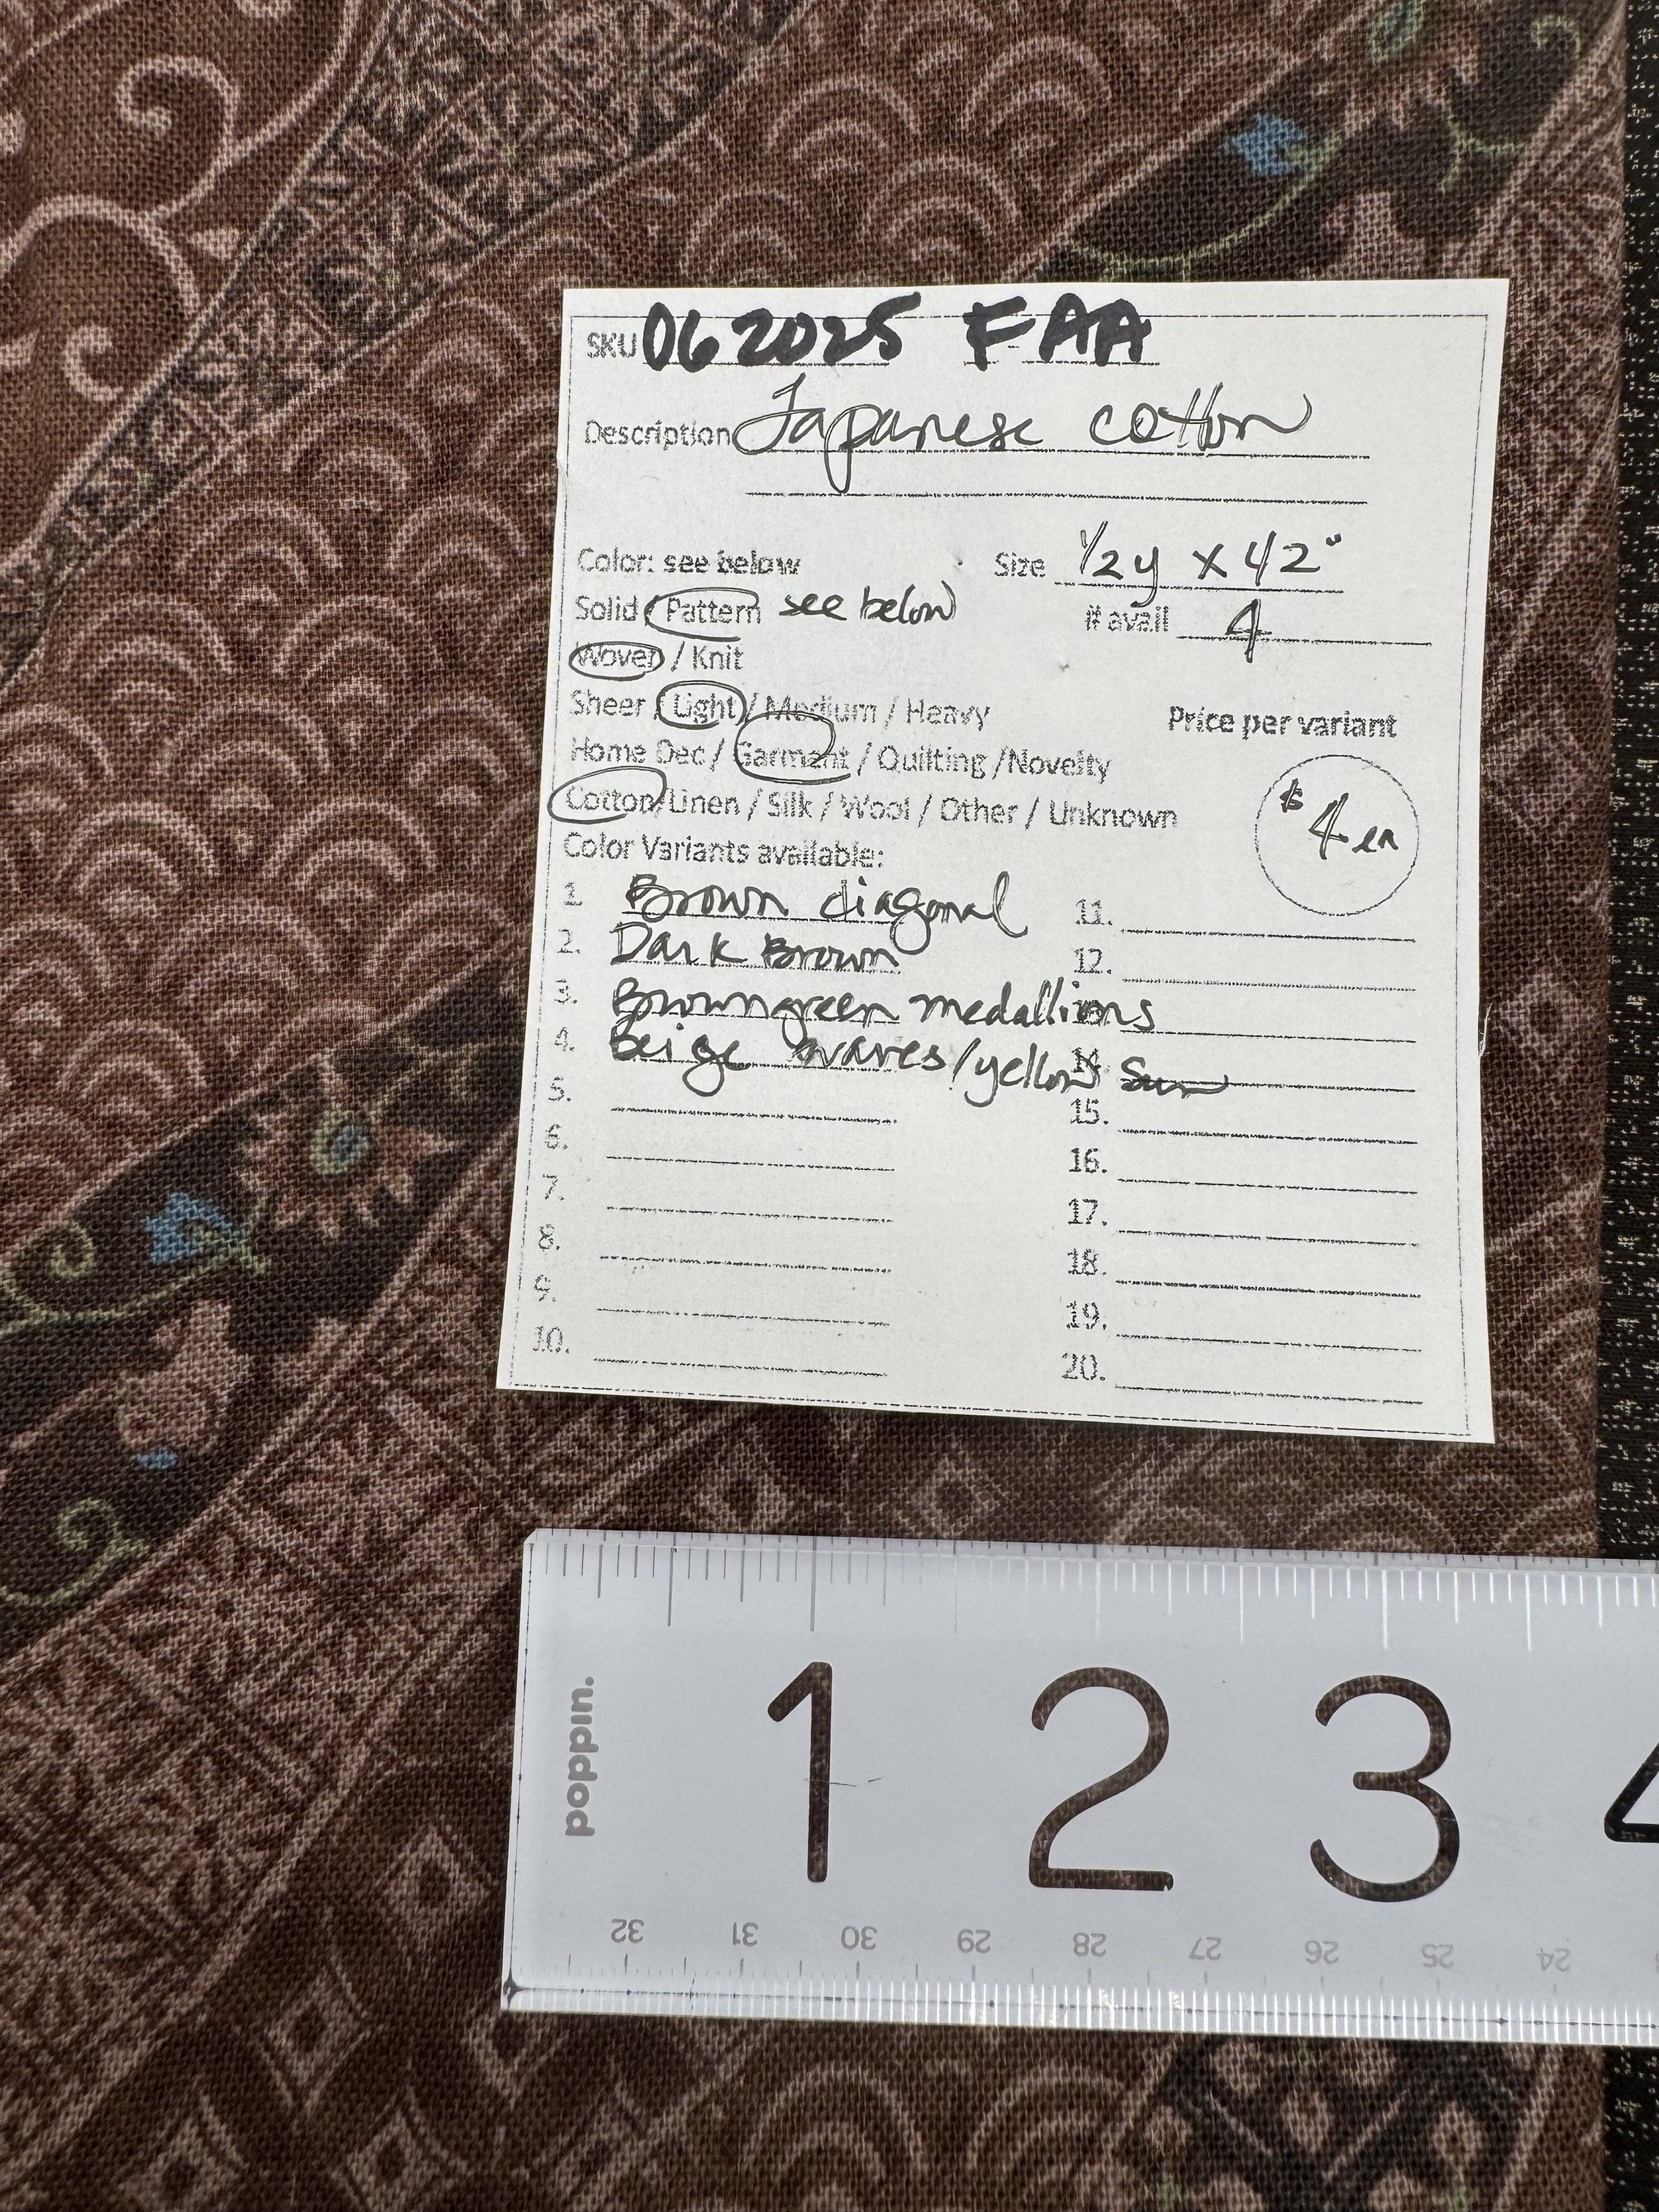 SKU 062025 FAA
Description Japanese cotton
Color: see below Size 1/2y x 42"
Solid / Pattern see below # avail 4
Woven / Knit
Sheer / Light / Medium / Heavy Price per variant
Home Dec / Garment / Quilting /Novelty
Cotton/Linen / Silk / Wool / Other / Unknown $4 ea
Color Variants available:
1. Brown diagonal 11.
2. Dark Brown 12.
3. Browngreen medallions
4. beige waves/yellow sun 14.
5. 15.
6. 16.
7. 17.
8. 18.
9. 19.
10. 20.
poppin.
1 2 3 4
32 31 30 29 28 27 26 25 24